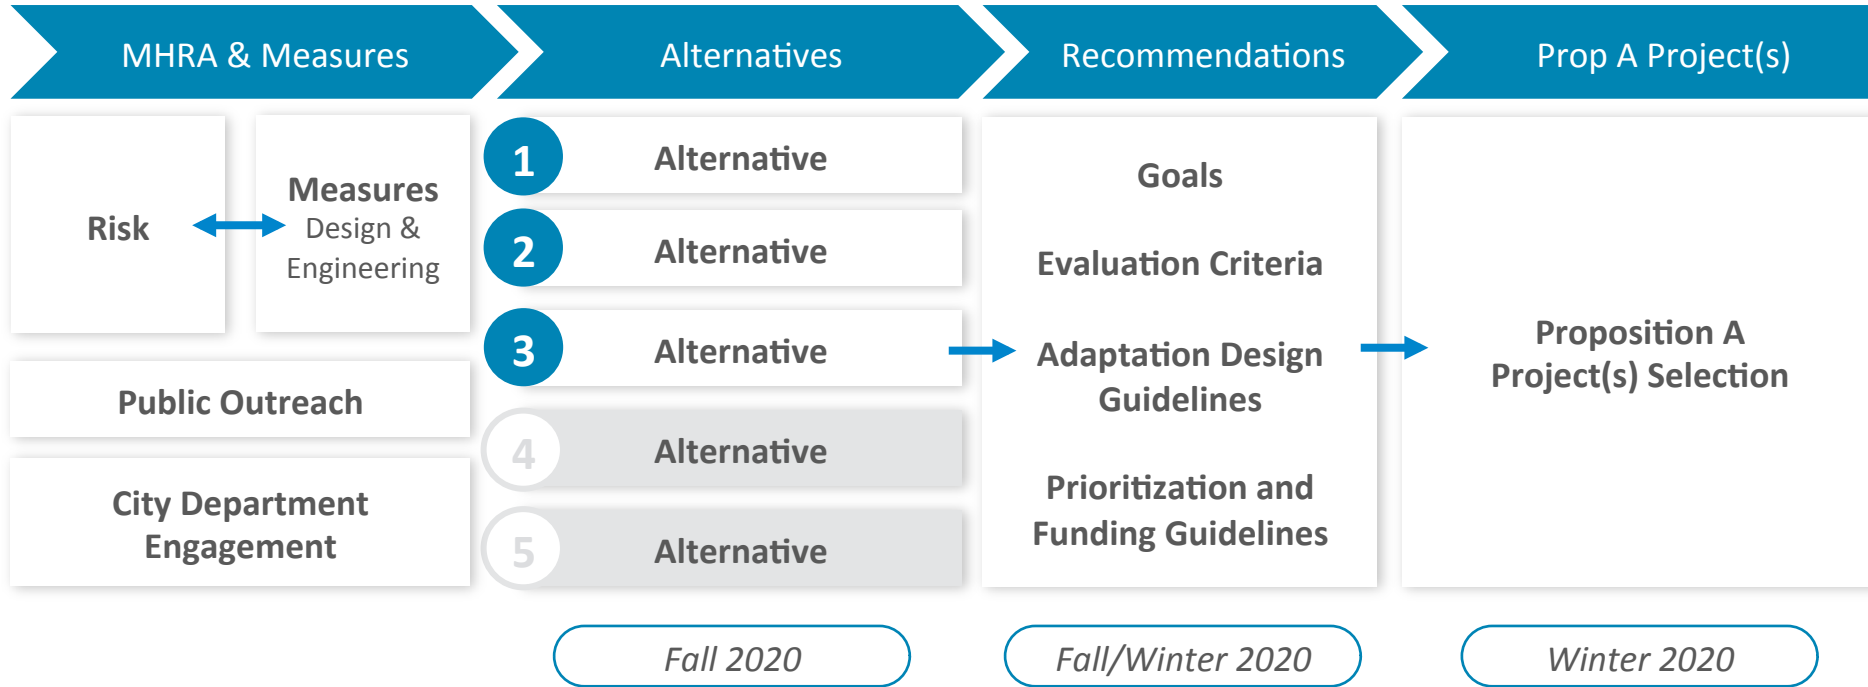 MHRA & Measures
Alternatives
Recommendations
Prop A Project(s)
Risk
Measures
Design &
Engineering
Public Outreach
City Department
Engagement
1
Alternative
2
Alternative
3
Alternative
4
Alternative
5
Alternative
Goals
Evaluation Criteria
Adaptation Design
Guidelines
Prioritization and
Funding Guidelines
Proposition A
Project(s) Selection
Fall 2020
Fall/Winter 2020
Winter 2020